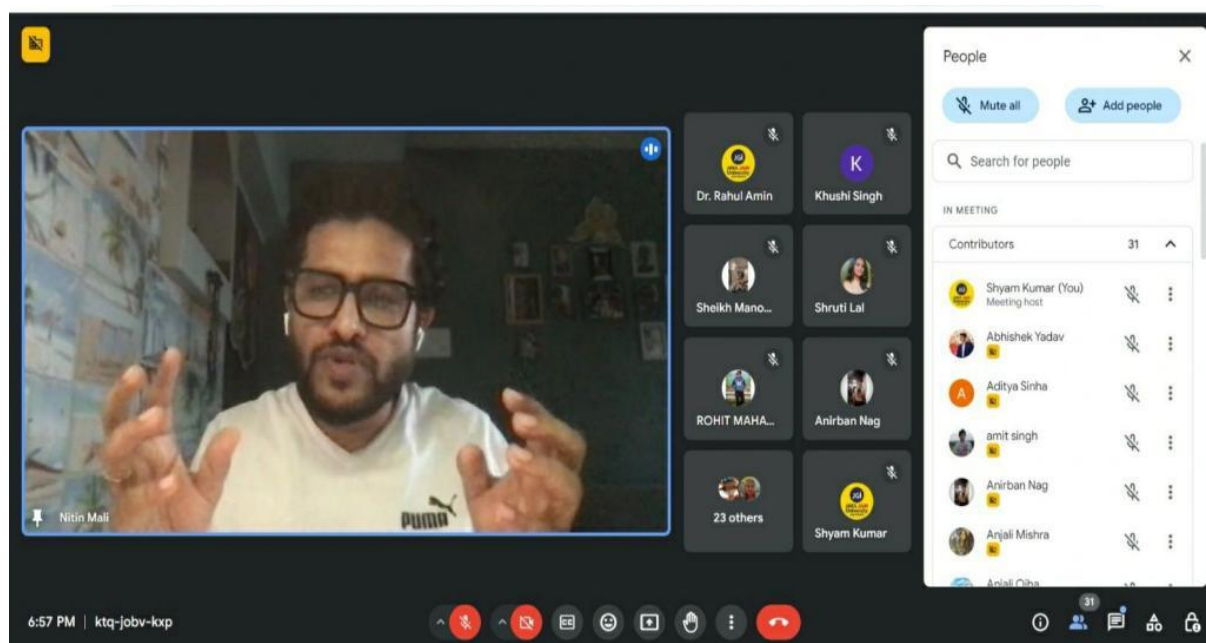 Nitin Mali
PUMA
Dr. Rahul Amin
K
Khushi Singh
Sheikh Mano...
Shruti Lal
ROHIT MAHA...
Anirban Nag
23 others
JGI
Shyam Kumar
People
Mute all
Add people
Search for people
IN MEETING
Contributors 31
Shyam Kumar (You)
Meeting host
Abhishek Yadav
A
Aditya Sinha
amit singh
Anirban Nag
Anjali Mishra
6:57 PM | ktq-jobv-kxp
CC
31